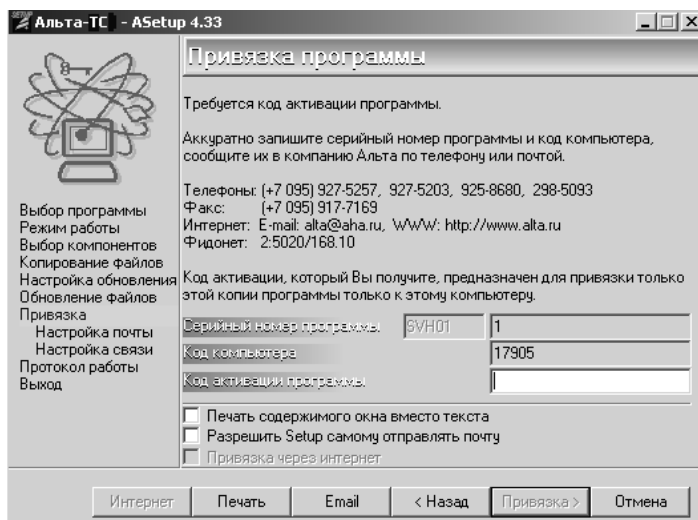 Альта-ТС - ASetup 4.33
Привязка программы
Требуется код активации программы.
Аккуратно запишите серийный номер программы и код компьютера,
сообщите их в компанию Альта по телефону или почтой.
Телефоны: (+7 095) 927-5257, 927-5203, 925-8680, 298-5093
Факс: (+7 095) 917-7169
Интернет: E-mail: alta@aha.ru, WWW: http://www.alta.ru
Фидонет: 2:5020/168.10
Код активации, который Вы получите, предназначен для привязки только
этой копии программы только к этому компьютеру.
Выбор программы
Режим работы
Выбор компонентов
Копирование файлов
Настройка обновления
Обновление файлов
Привязка
Настройка почты
Настройка связи
Протокол работы
Выход
Серийный номер программы SVH01 1
Код компьютера 17905
Код активации программы
Печать содержимого окна вместо текста
Разрешить Setup самому отправлять почту
Привязка через интернет
Интернет Печать Email < Назад Привязка > Отмена